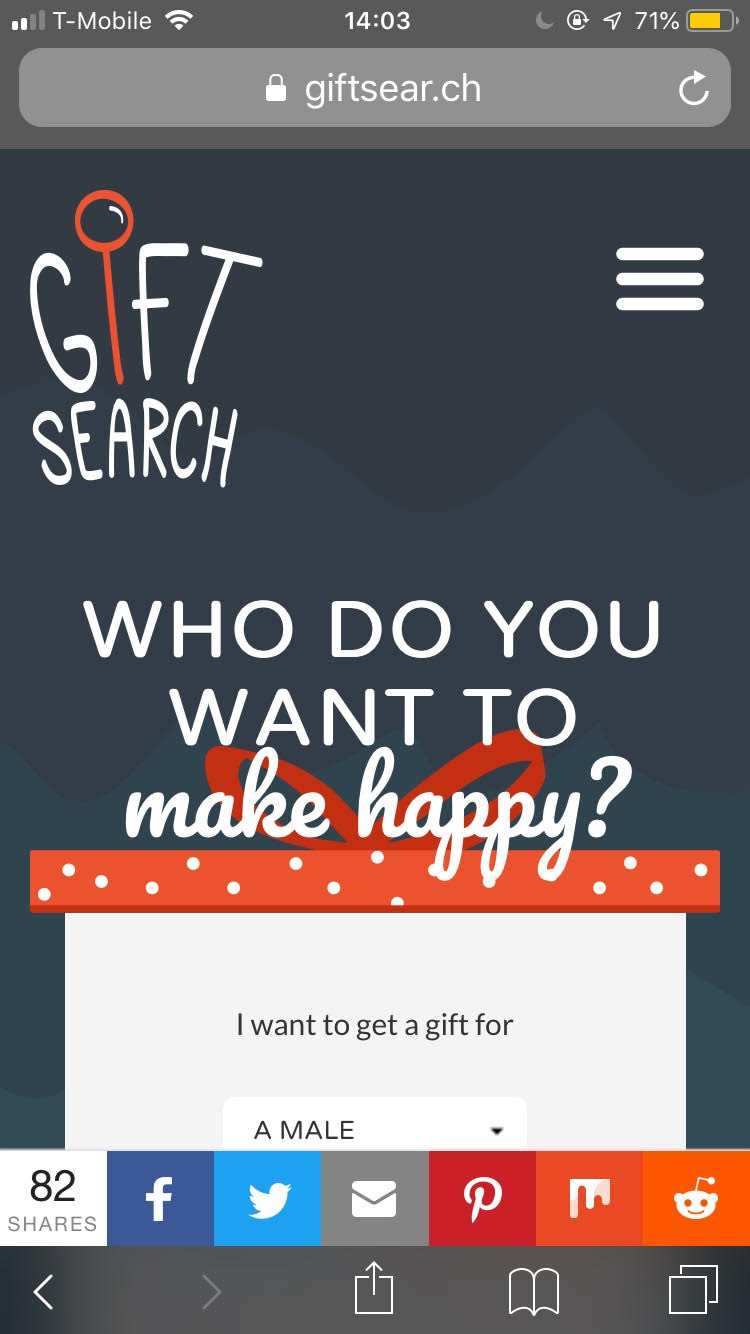 T-Mobile 14:03 71%
giftsear.ch
GiFT
SEARCH
WHO DO YOU
WANT TO
make happy?
I want to get a gift for
A MALE
82
SHARES